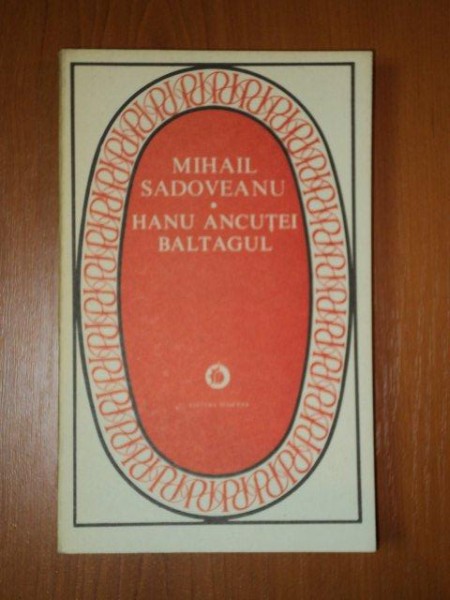 MIHAIL
SADOVEANU
•
HANU ANCUȚEI
BALTAGUL